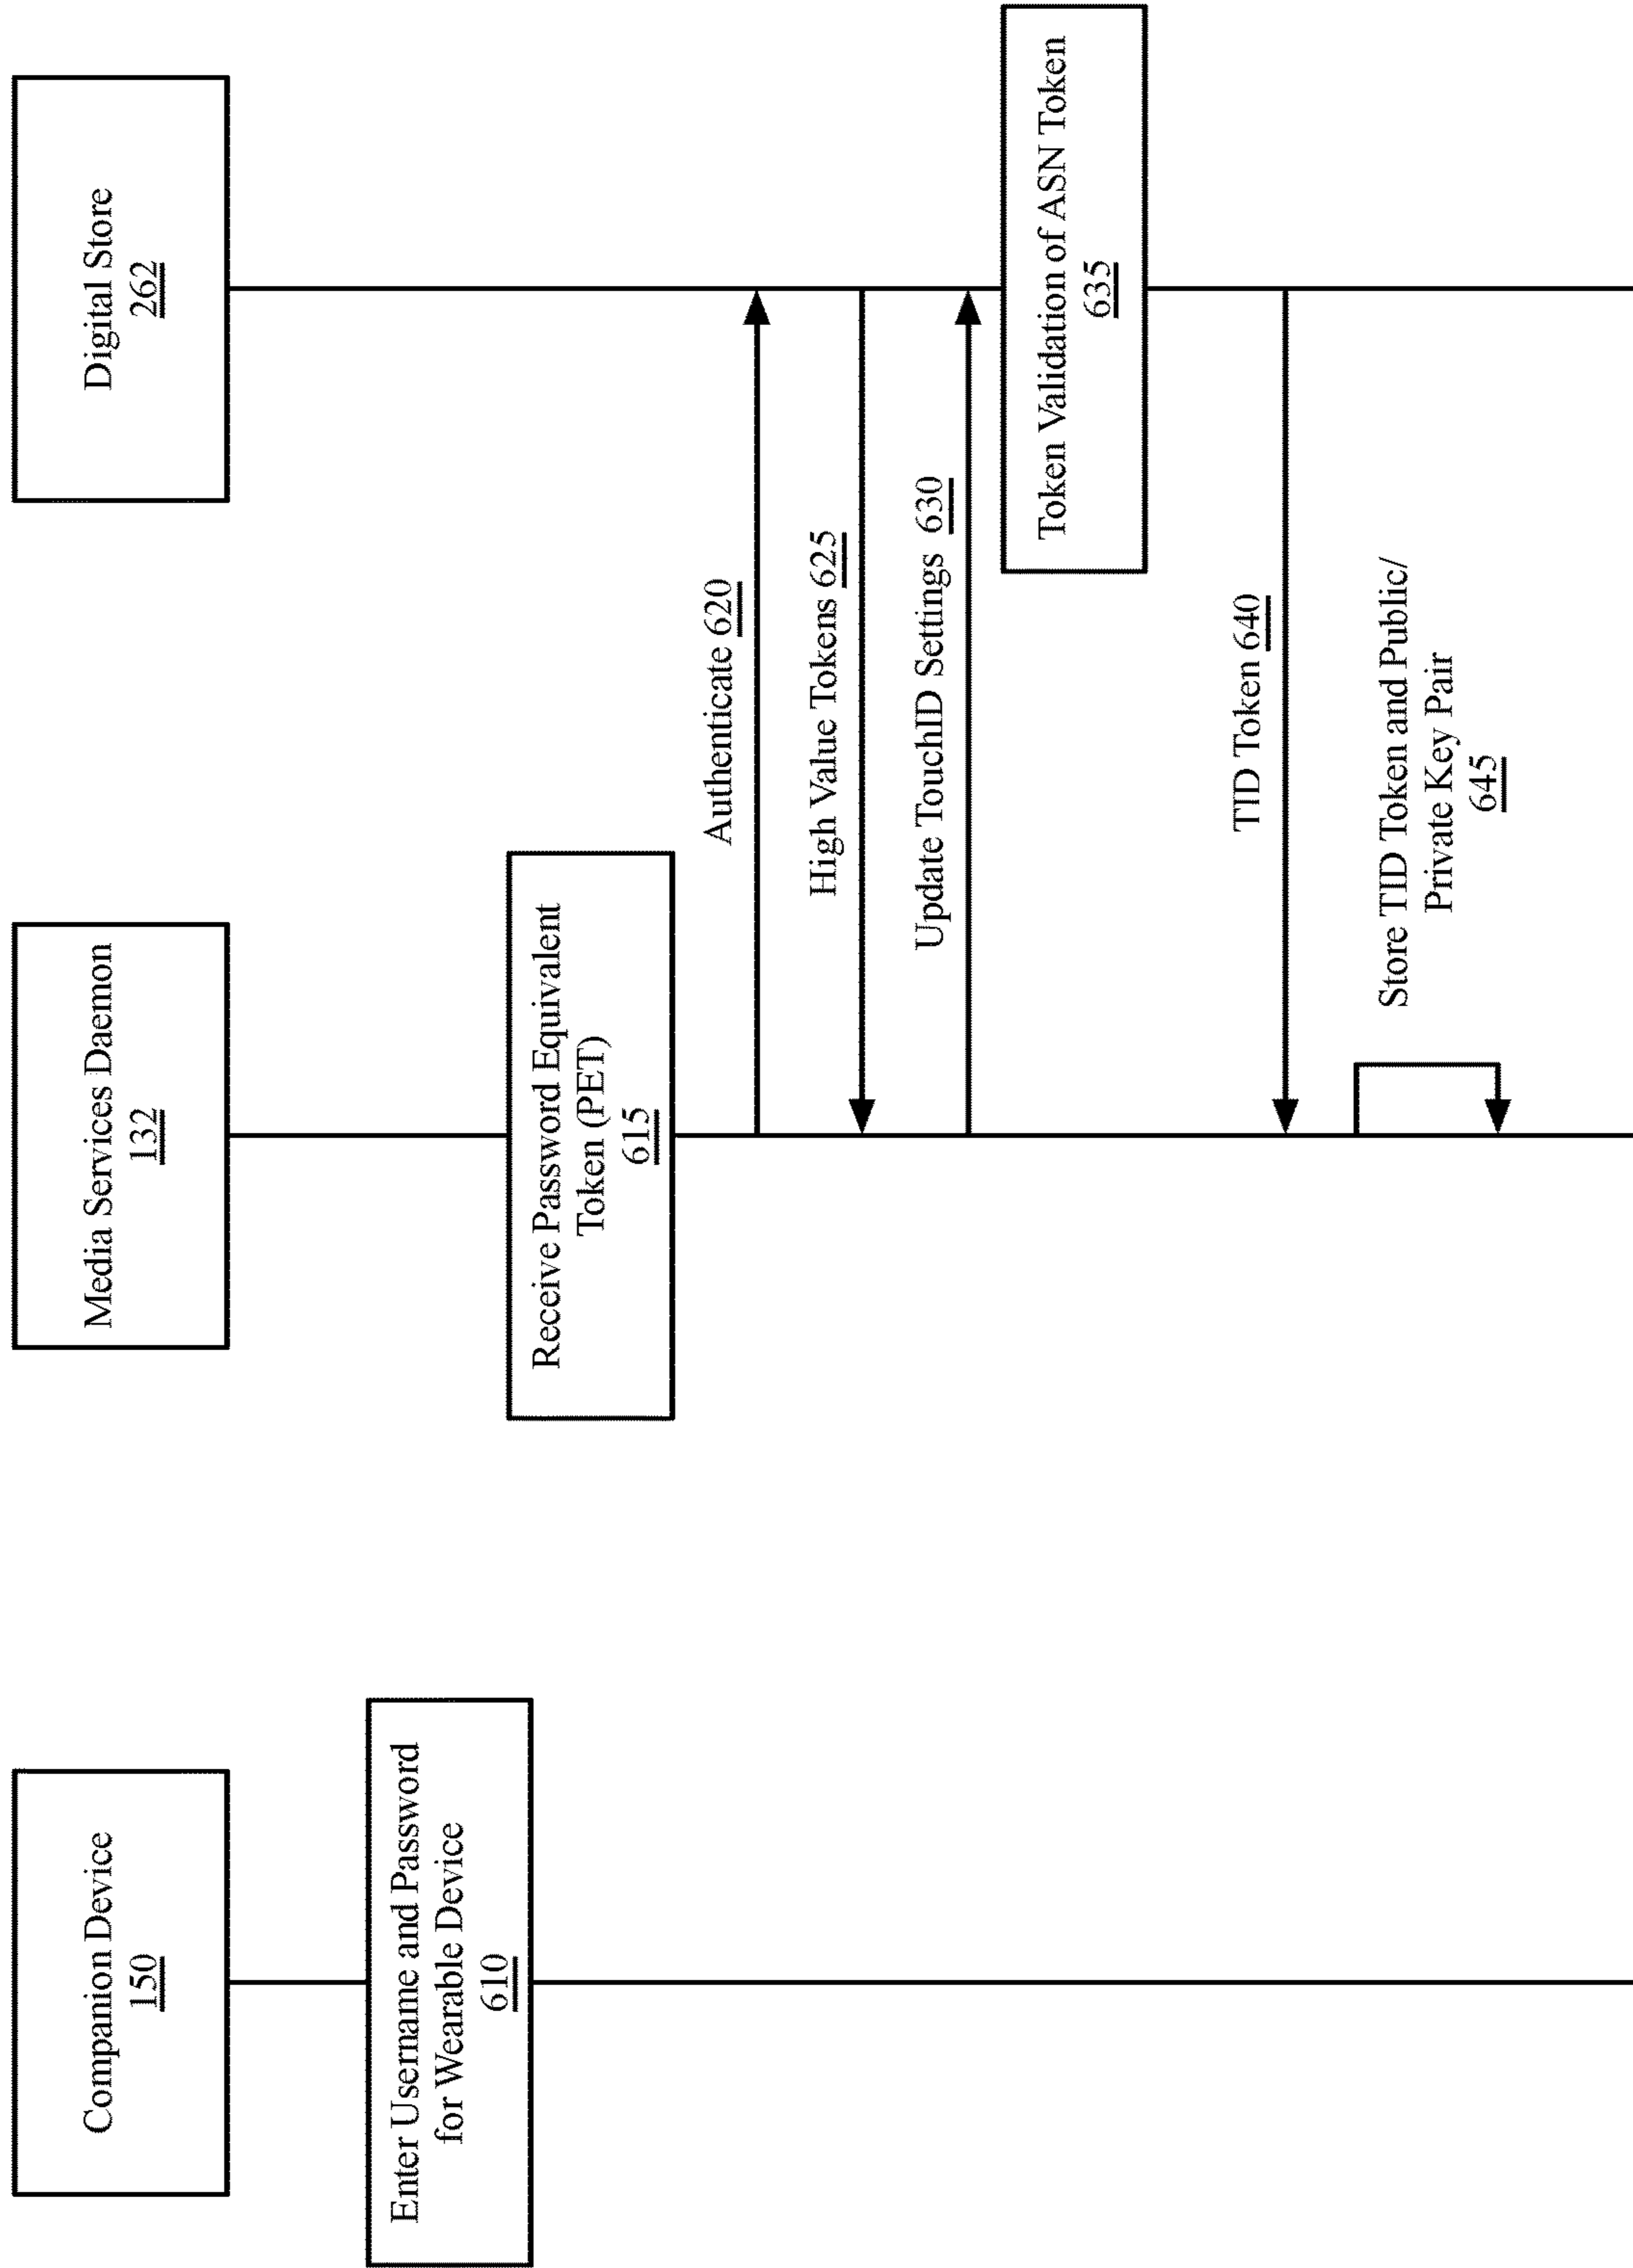 Companion Device
150
Media Services Daemon
132
Digital Store
262
Enter Username and Password
for Wearable Device
610
Receive Password Equivalent
Token (PET)
615
Authenticate 620
High Value Tokens 625
Update TouchID Settings 630
Token Validation of ASN Token
635
TID Token 640
Store TID Token and Public/
Private Key Pair
645